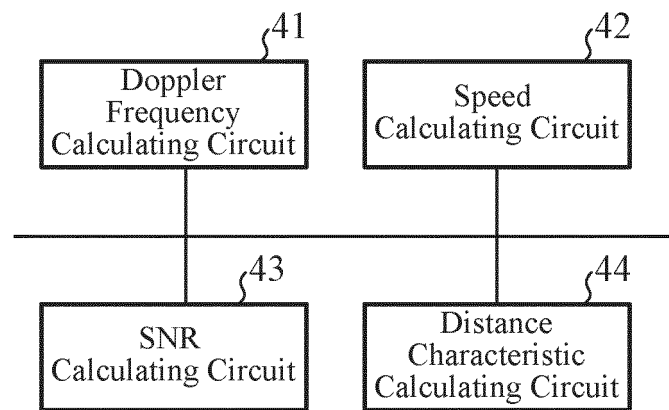 41
Doppler
Frequency
Calculating Circuit
42
Speed
Calculating Circuit
43
SNR
Calculating Circuit
44
Distance
Characteristic
Calculating Circuit